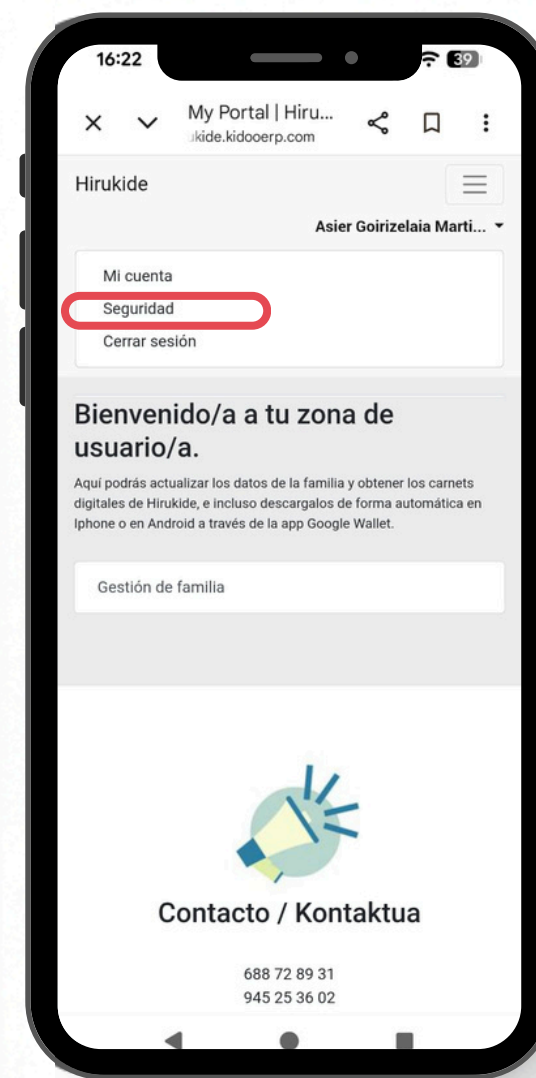 16:22
39
My Portal | Hiru...
kide.kidooerp.com
Hirukide
Asier Goirizelaia Marti...
Mi cuenta
Seguridad
Cerrar sesión
Bienvenido/a a tu zona de
usuario/a.
Aquí podrás actualizar los datos de la familia y obtener los carnets
digitales de Hirukide, e incluso descargalos de forma automática en
Iphone o en Android a través de la app Google Wallet.
Gestión de familia
Contacto / Kontaktua
688 72 89 31
945 25 36 02